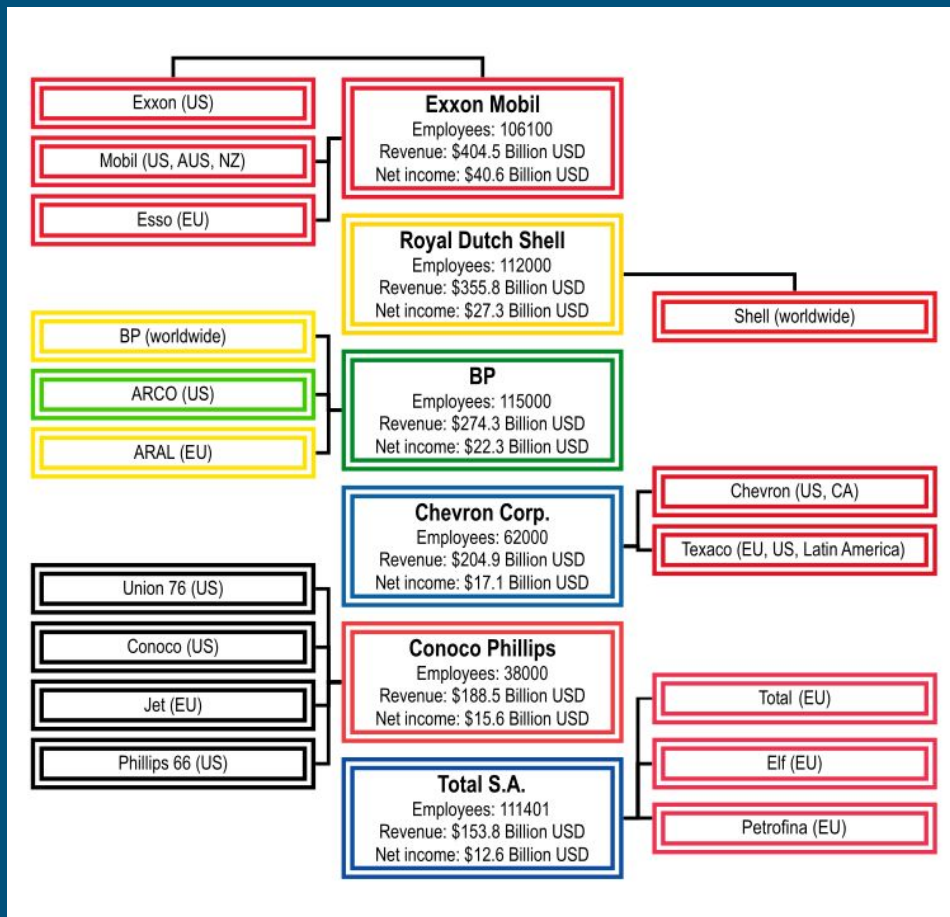 Exxon (US)
Mobil (US, AUS, NZ)
Esso (EU)
Exxon Mobil
Employees: 106100
Revenue: $404.5 Billion USD
Net income: $40.6 Billion USD
Royal Dutch Shell
Employees: 112000
Revenue: $355.8 Billion USD
Net income: $27.3 Billion USD
Shell (worldwide)
BP (worldwide)
ARCO (US)
ARAL (EU)
BP
Employees: 115000
Revenue: $274.3 Billion USD
Net income: $22.3 Billion USD
Chevron Corp.
Employees: 62000
Revenue: $204.9 Billion USD
Net income: $17.1 Billion USD
Chevron (US, CA)
Texaco (EU, US, Latin America)
Union 76 (US)
Conoco (US)
Jet (EU)
Phillips 66 (US)
Conoco Phillips
Employees: 38000
Revenue: $188.5 Billion USD
Net income: $15.6 Billion USD
Total S.A.
Employees: 111401
Revenue: $153.8 Billion USD
Net income: $12.6 Billion USD
Total (EU)
Elf (EU)
Petrofina (EU)